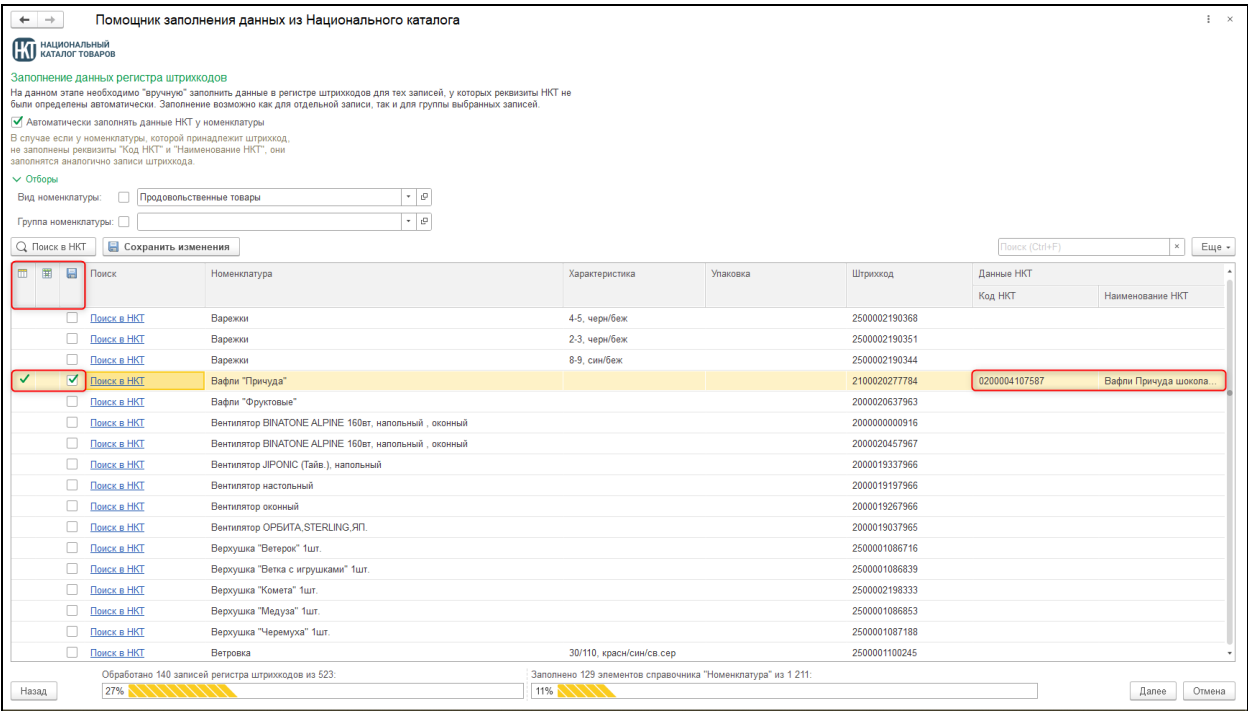 Помощник заполнения данных из Национального каталога
НКТ НАЦИОНАЛЬНЫЙ
КАТАЛОГ ТОВАРОВ
Заполнение данных регистра штрихкодов
На данном этапе необходимо "вручную" заполнить данные в регистре штрихкодов для тех записей, у которых реквизиты НКТ не
были определены автоматически. Заполнение возможно как для отдельной записи, так и для группы выбранных записей.
Автоматически заполнять данные НКТ у номенклатуры
В случае если у номенклатуры, которой принадлежит штрихкод,
не заполнены реквизиты "Код НКТ" и "Наименование НКТ", они
заполнятся аналогично записи штрихкода.
Отборы
Вид номенклатуры: Продовольственные товары
Группа номенклатуры:
Поиск в НКТ Сохранить изменения Поиск (Ctrl+F) × Еще
Поиск Номенклатура Характеристика Упаковка Штрихкод Данные НКТ
Код НКТ Наименование НКТ
Поиск в НКТ Варежки 4-5, черн/беж 2500002190368
Поиск в НКТ Варежки 2-3, черн/беж 2500002190351
Поиск в НКТ Варежки 8-9, син/беж 2500002190344
Поиск в НКТ Вафли "Причуда" 2100020277784 0200004107587 Вафли Причуда шокола...
Поиск в НКТ Вафли "Фруктовые" 2000020637963
Поиск в НКТ Вентилятор BINATONE ALPINE 160вт, напольный , оконный 2000000000916
Поиск в НКТ Вентилятор BINATONE ALPINE 160вт, напольный , оконный 2000020457967
Поиск в НКТ Вентилятор JIPONIC (Тайв.), напольный 2000019337966
Поиск в НКТ Вентилятор настольный 2000019197966
Поиск в НКТ Вентилятор оконный 2000019267966
Поиск в НКТ Вентилятор ОРБИТА,STERLING,ЯП. 2000019037965
Поиск в НКТ Верхушка "Ветерок" 1шт. 2500001086716
Поиск в НКТ Верхушка "Ветка с игрушками" 1шт. 2500001086839
Поиск в НКТ Верхушка "Комета" 1шт. 2500002198333
Поиск в НКТ Верхушка "Медуза" 1шт. 2500001086853
Поиск в НКТ Верхушка "Черемуха" 1шт. 2500001087188
Поиск в НКТ Ветровка 30/110, красн/син/св.сер 2500001100245
Обработано 140 записей регистра штрихкодов из 523: Заполнено 129 элементов справочника "Номенклатура" из 1 211:
Назад 27% 11% Далее Отмена